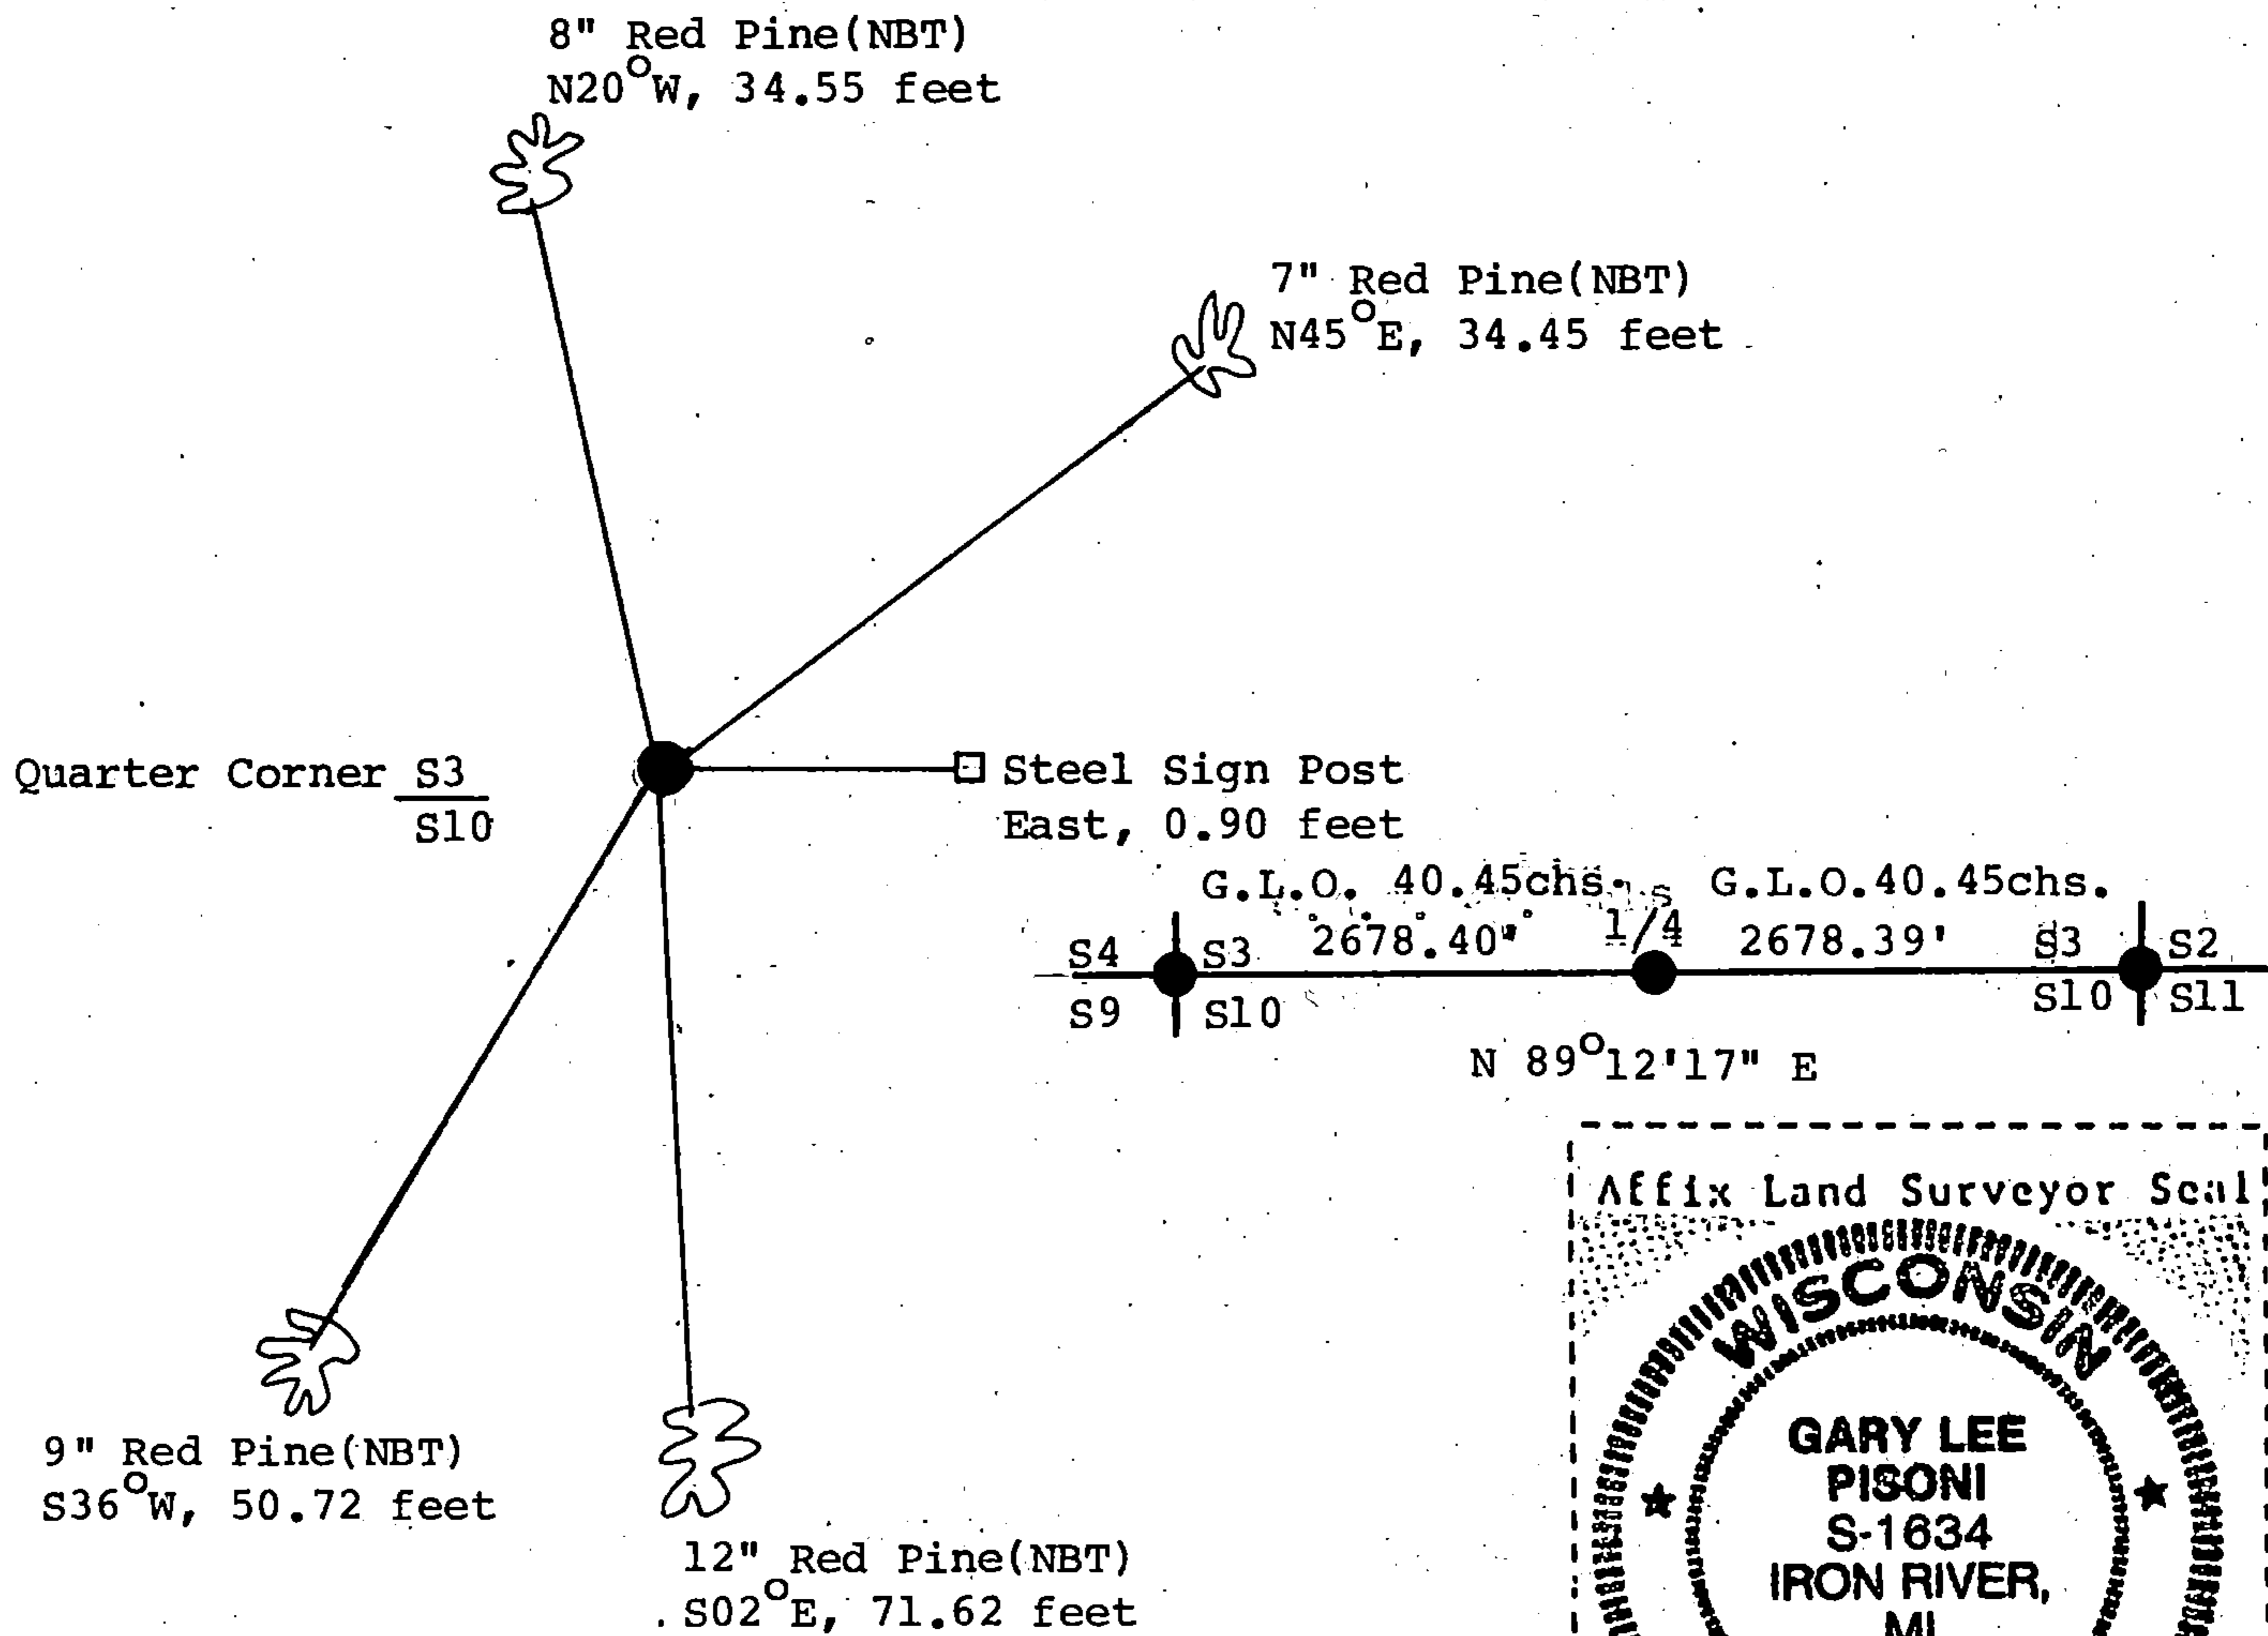 8" Red Pine(NBT)
N20°W, 34.55 feet
7" Red Pine(NBT)
N45°E, 34.45 feet
Quarter Corner S3
S10
Steel Sign Post
East, 0.90 feet
G.L.O. 40.45chs. G.L.O.40.45chs.
2678.40' 1/4 2678.39'
S4 S3 S3 S2
S9 S10 S10 S11
N 89°12'17" E
Affix Land Surveyor Seal
WISCONSIN
GARY LEE
PISONI
S-1634
IRON RIVER,
MI
9" Red Pine(NBT)
S36°W, 50.72 feet
12" Red Pine(NBT)
S02°E, 71.62 feet